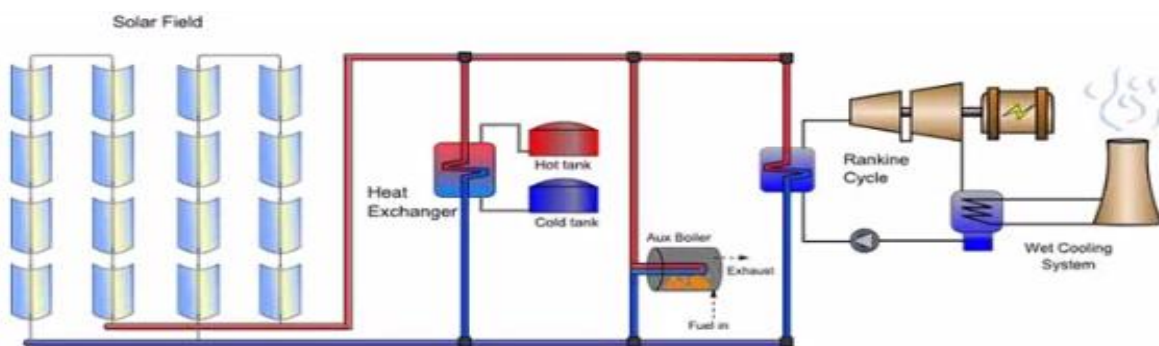 Solar Field
Hot tank
Heat
Exchanger
Cold tank
Aux Boiler
Exhaust
Fuel in
Rankine
Cycle
Wet Cooling
System